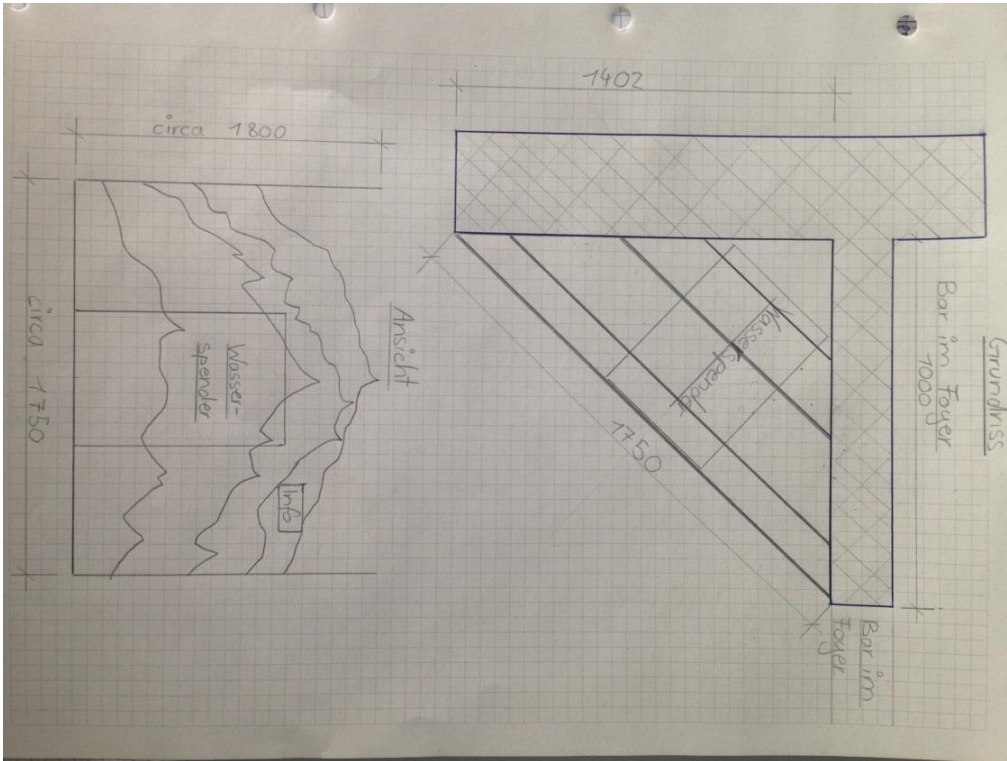 Grundriss
Bar im Foyer
1000
1402
Wasserspender
1750
Bar im
Foyer
Ansicht
circa 1800
Wasser-
spender
Info
circa 1750